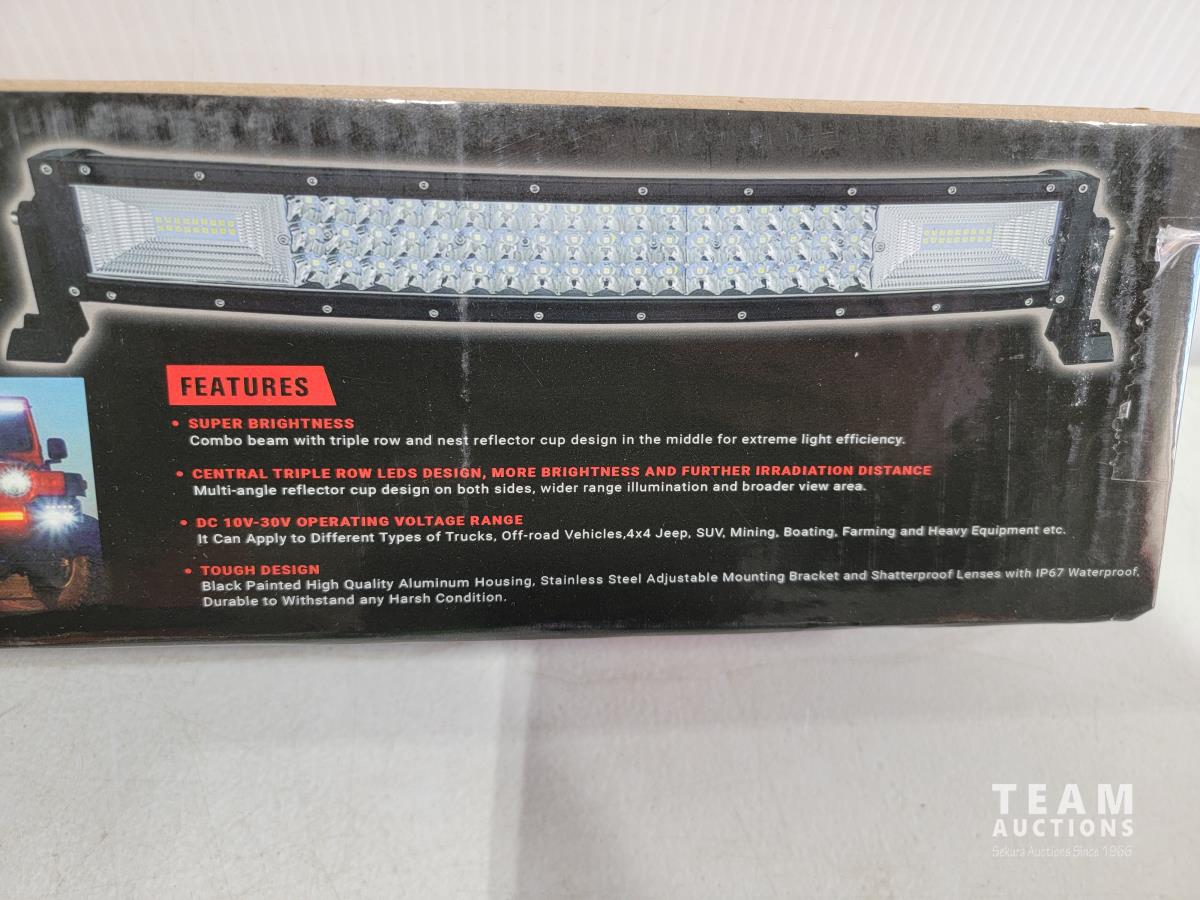 FEATURES
• SUPER BRIGHTNESS
Combo beam with triple row and nest reflector cup design in the middle for extreme light efficiency.
• CENTRAL TRIPLE ROW LEDS DESIGN, MORE BRIGHTNESS AND FURTHER IRRADIATION DISTANCE
Multi-angle reflector cup design on both sides, wider range illumination and broader view area.
• DC 10V-30V OPERATING VOLTAGE RANGE
It Can Apply to Different Types of Trucks, Off-road Vehicles,4x4 Jeep, SUV, Mining, Boating, Farming and Heavy Equipment etc.
• TOUGH DESIGN
Black Painted High Quality Aluminum Housing, Stainless Steel Adjustable Mounting Bracket and Shatterproof Lenses with IP67 Waterproof.
Durable to Withstand any Harsh Condition.
TEAM
AUCTIONS
Sekura Auctions Since 1966